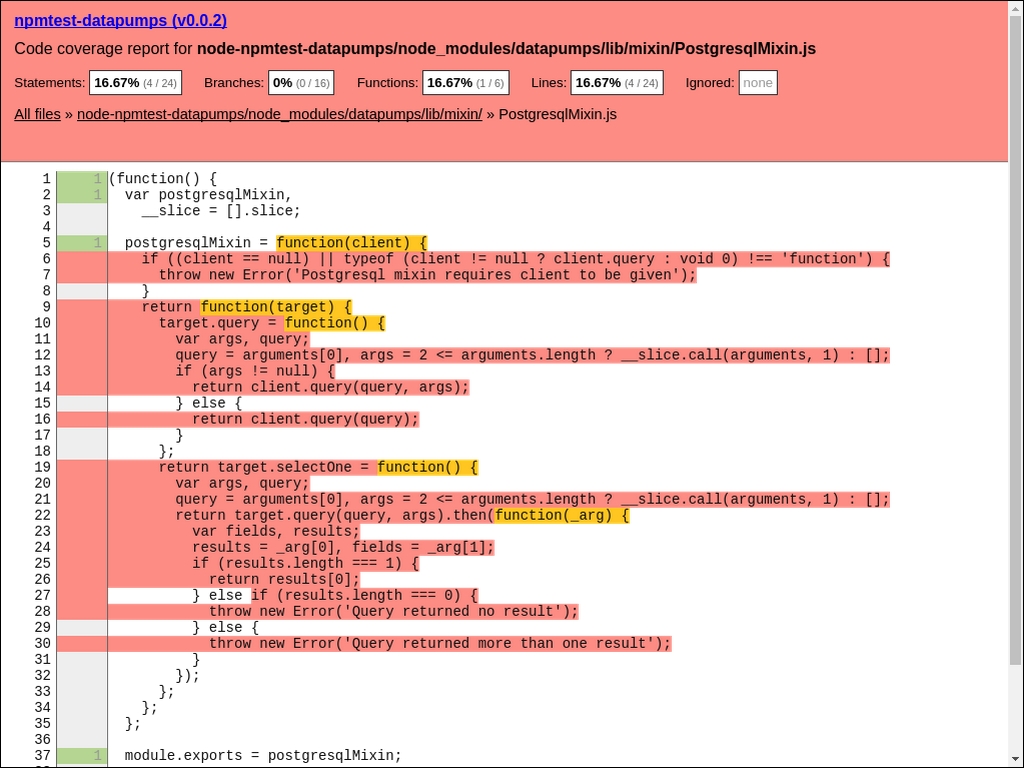 npmtest-datapumps (v0.0.2)
Code coverage report for node-npmtest-datapumps/node_modules/datapumps/lib/mixin/PostgresqlMixin.js
Statements: 16.67% (4 / 24) Branches: 0% (0 / 16) Functions: 16.67% (1 / 6) Lines: 16.67% (4 / 24) Ignored: none
All files » node-npmtest-datapumps/node_modules/datapumps/lib/mixin/ » PostgresqlMixin.js
1 1 (function() {
2 1   var postgresqlMixin,
3     __slice = [].slice;
4
5 1   postgresqlMixin = function(client) {
6     if ((client == null) || typeof (client != null ? client.query : void 0) !== 'function') {
7       throw new Error('Postgresql mixin requires client to be given');
8     }
9     return function(target) {
10       target.query = function() {
11         var args, query;
12         query = arguments[0], args = 2 <= arguments.length ? __slice.call(arguments, 1) : [];
13         if (args != null) {
14           return client.query(query, args);
15         } else {
16           return client.query(query);
17         }
18       };
19       return target.selectOne = function() {
20         var args, query;
21         query = arguments[0], args = 2 <= arguments.length ? __slice.call(arguments, 1) : [];
22         return target.query(query, args).then(function(_arg) {
23           var fields, results;
24           results = _arg[0], fields = _arg[1];
25           if (results.length === 1) {
26             return results[0];
27           } else if (results.length === 0) {
28             throw new Error('Query returned no result');
29           } else {
30             throw new Error('Query returned more than one result');
31           }
32         });
33       };
34     };
35   };
36
37 1   module.exports = postgresqlMixin;